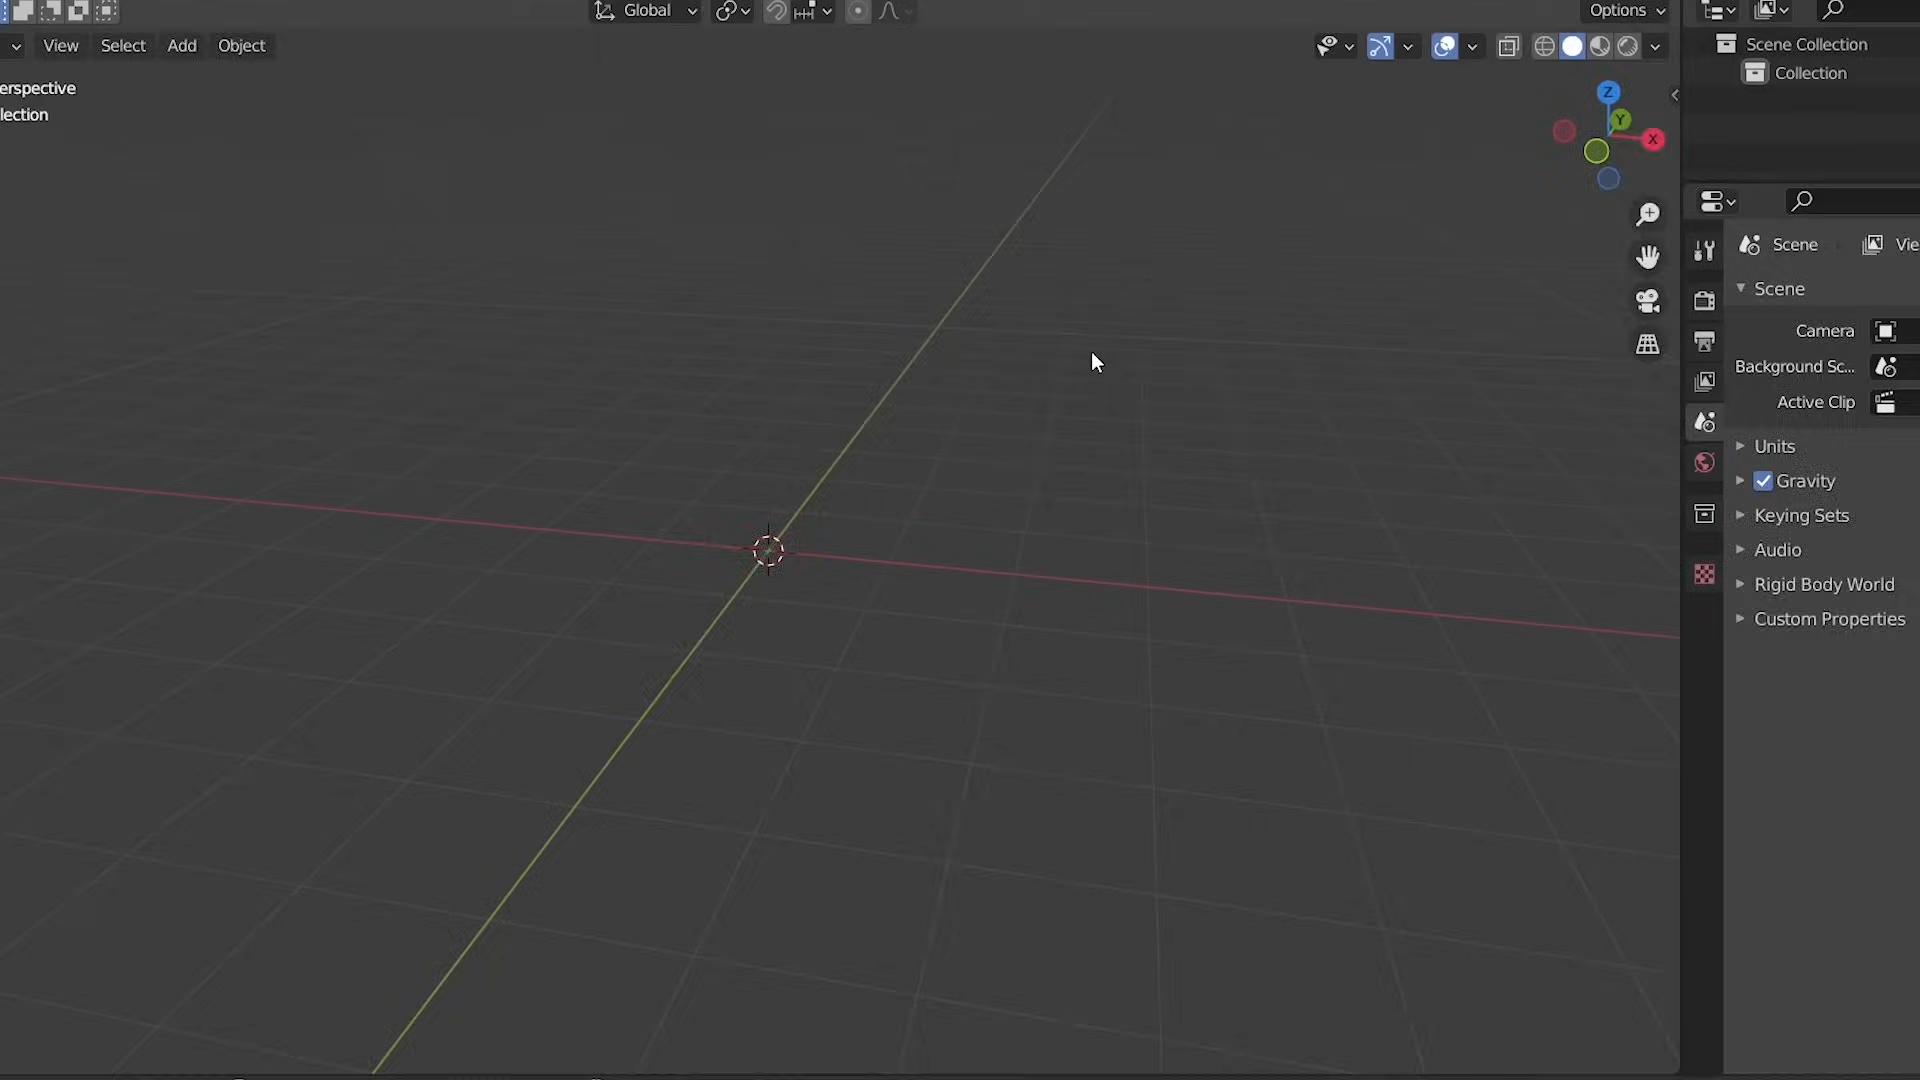 Global
Options
View Select Add Object
erspective
lection
Z
Y
X
Scene Collection
Collection
Scene Vie
Scene
Camera
Background Sc...
Active Clip
Units
Gravity
Keying Sets
Audio
Rigid Body World
Custom Properties